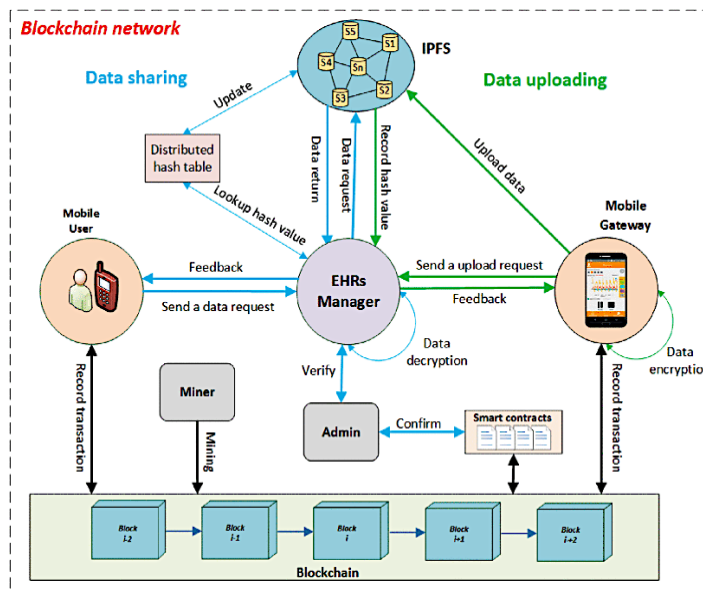 Blockchain network
IPFS
S5
S1
S4
Sn
S2
S3
Data sharing
Data uploading
Update
Distributed
hash table
Lookup hash value
Data return
Data request
Record hash value
Upload data
Mobile
User
Mobile
Gateway
EHRs
Manager
Feedback
Send a data request
Send a upload request
Feedback
Data
decryption
Data
encryption
Verify
Record transaction
Miner
Mining
Admin
Confirm
Smart contracts
Record transaction
Block
i-2
Block
i-1
Block
i
Block
i+1
Block
i-+2
Blockchain